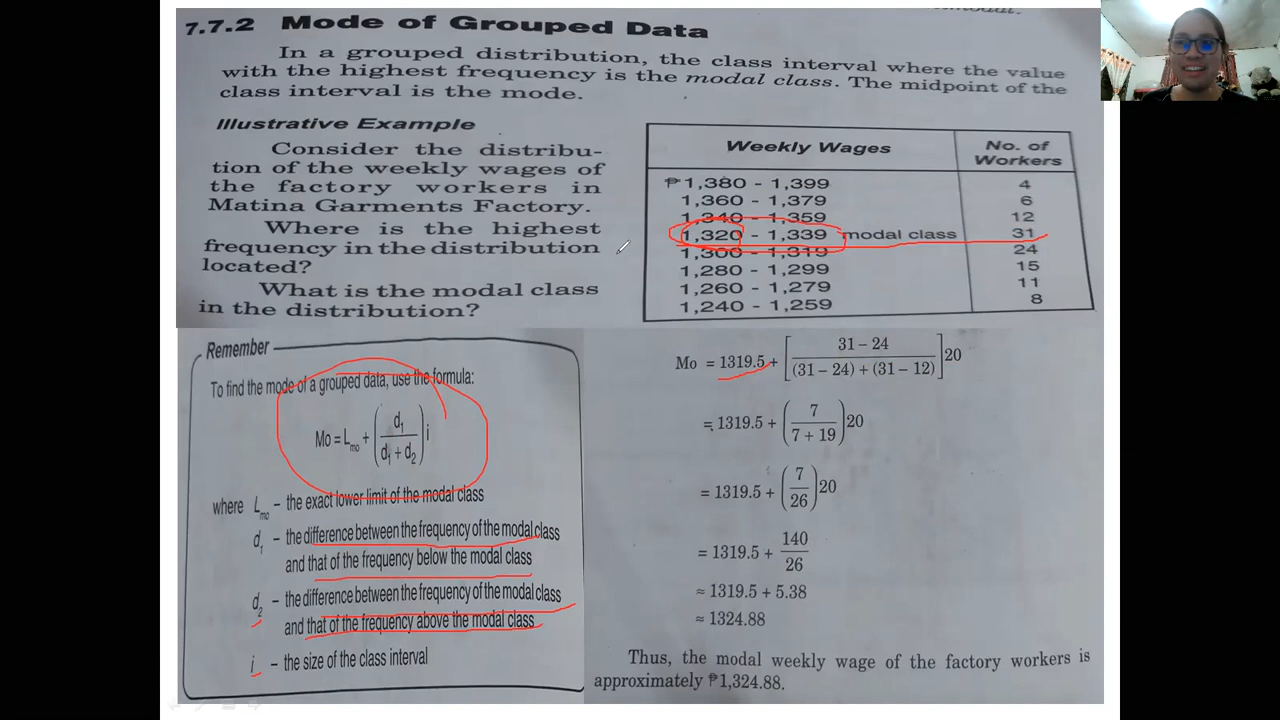 7.7.2 Mode of Grouped Data
In a grouped distribution, the class interval where the value
with the highest frequency is the modal class. The midpoint of the
class interval is the mode.
Illustrative Example
Consider the distribu-
tion of the weekly wages of
the factory workers in
Matina Garments Factory.
Where is the highest
frequency in the distribution
located?
What is the modal class
in the distribution?
Weekly Wages No. of Workers
₱1,380 - 1,399 4
1,360 - 1,379 6
1,340 - 1,359 12
1,320 - 1,339 modal class 31
1,300 - 1,319 24
1,280 - 1,299 15
1,260 - 1,279 11
1,240 - 1,259 8
Remember
To find the mode of a grouped data, use the formula:
Mo = Lmo + (d1 / (d1 + d2)) i
where Lmo – the exact lower limit of the modal class
d1 – the difference between the frequency of the modal class
and that of the frequency below the modal class
d2 – the difference between the frequency of the modal class
and that of the frequency above the modal class
i – the size of the class interval
Mo = 1319.5 + [(31 – 24) / ((31 – 24) + (31 – 12))] 20
= 1319.5 + (7 / (7 + 19)) 20
= 1319.5 + (7 / 26) 20
= 1319.5 + 140 / 26
≈ 1319.5 + 5.38
≈ 1324.88
Thus, the modal weekly wage of the factory workers is
approximately ₱1,324.88.